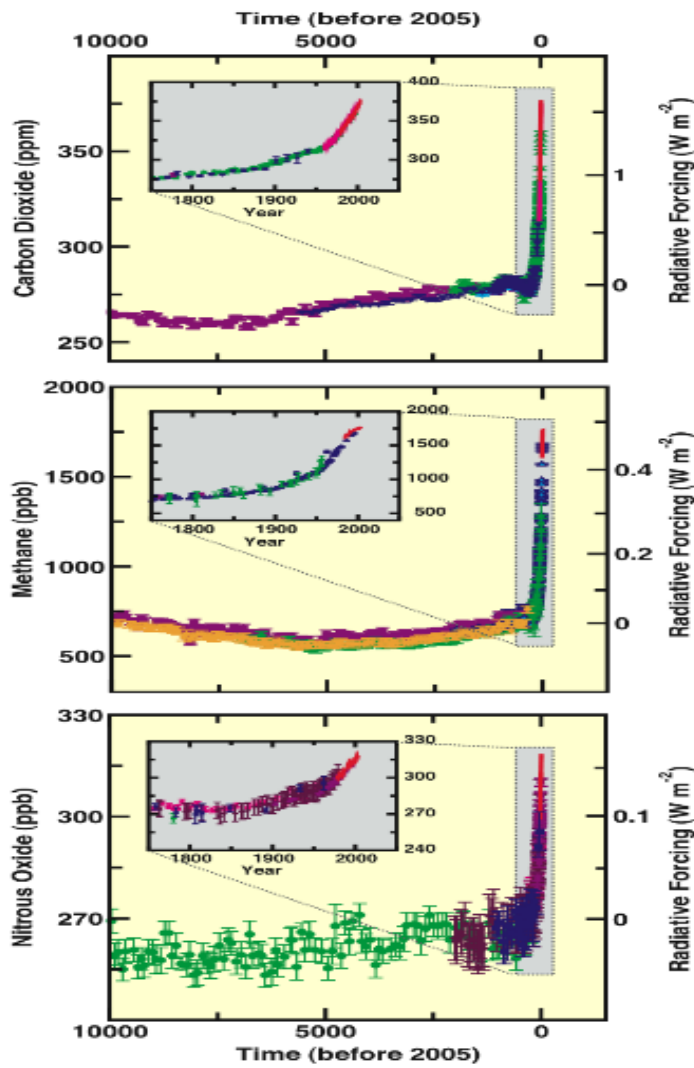 Time (before 2005)
10000 5000 0
400
350
300
1800 1900 2000
Year
350
300
250
Carbon Dioxide (ppm)
1
0
Radiative Forcing (W m-2)
2000
1500
1000
500
1800 1900 2000
Year
2000
1500
1000
500
Methane (ppb)
0.4
0.2
0
Radiative Forcing (W m-2)
330
300
270
240
1800 1900 2000
Year
330
300
270
Nitrous Oxide (ppb)
0.1
0
Radiative Forcing (W m-2)
10000 5000 0
Time (before 2005)